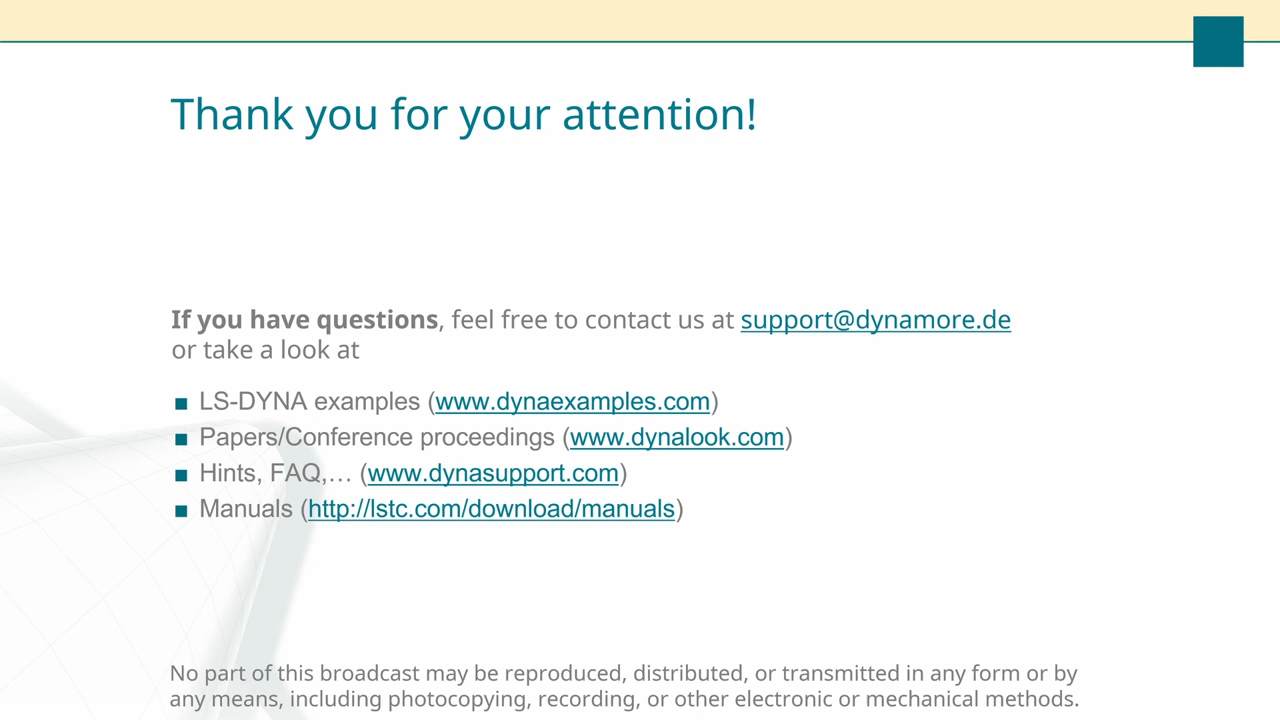 Thank you for your attention!
If you have questions, feel free to contact us at support@dynamore.de
or take a look at
■ LS-DYNA examples (www.dynaexamples.com)
■ Papers/Conference proceedings (www.dynalook.com)
■ Hints, FAQ,… (www.dynasupport.com)
■ Manuals (http://lstc.com/download/manuals)
No part of this broadcast may be reproduced, distributed, or transmitted in any form or by
any means, including photocopying, recording, or other electronic or mechanical methods.